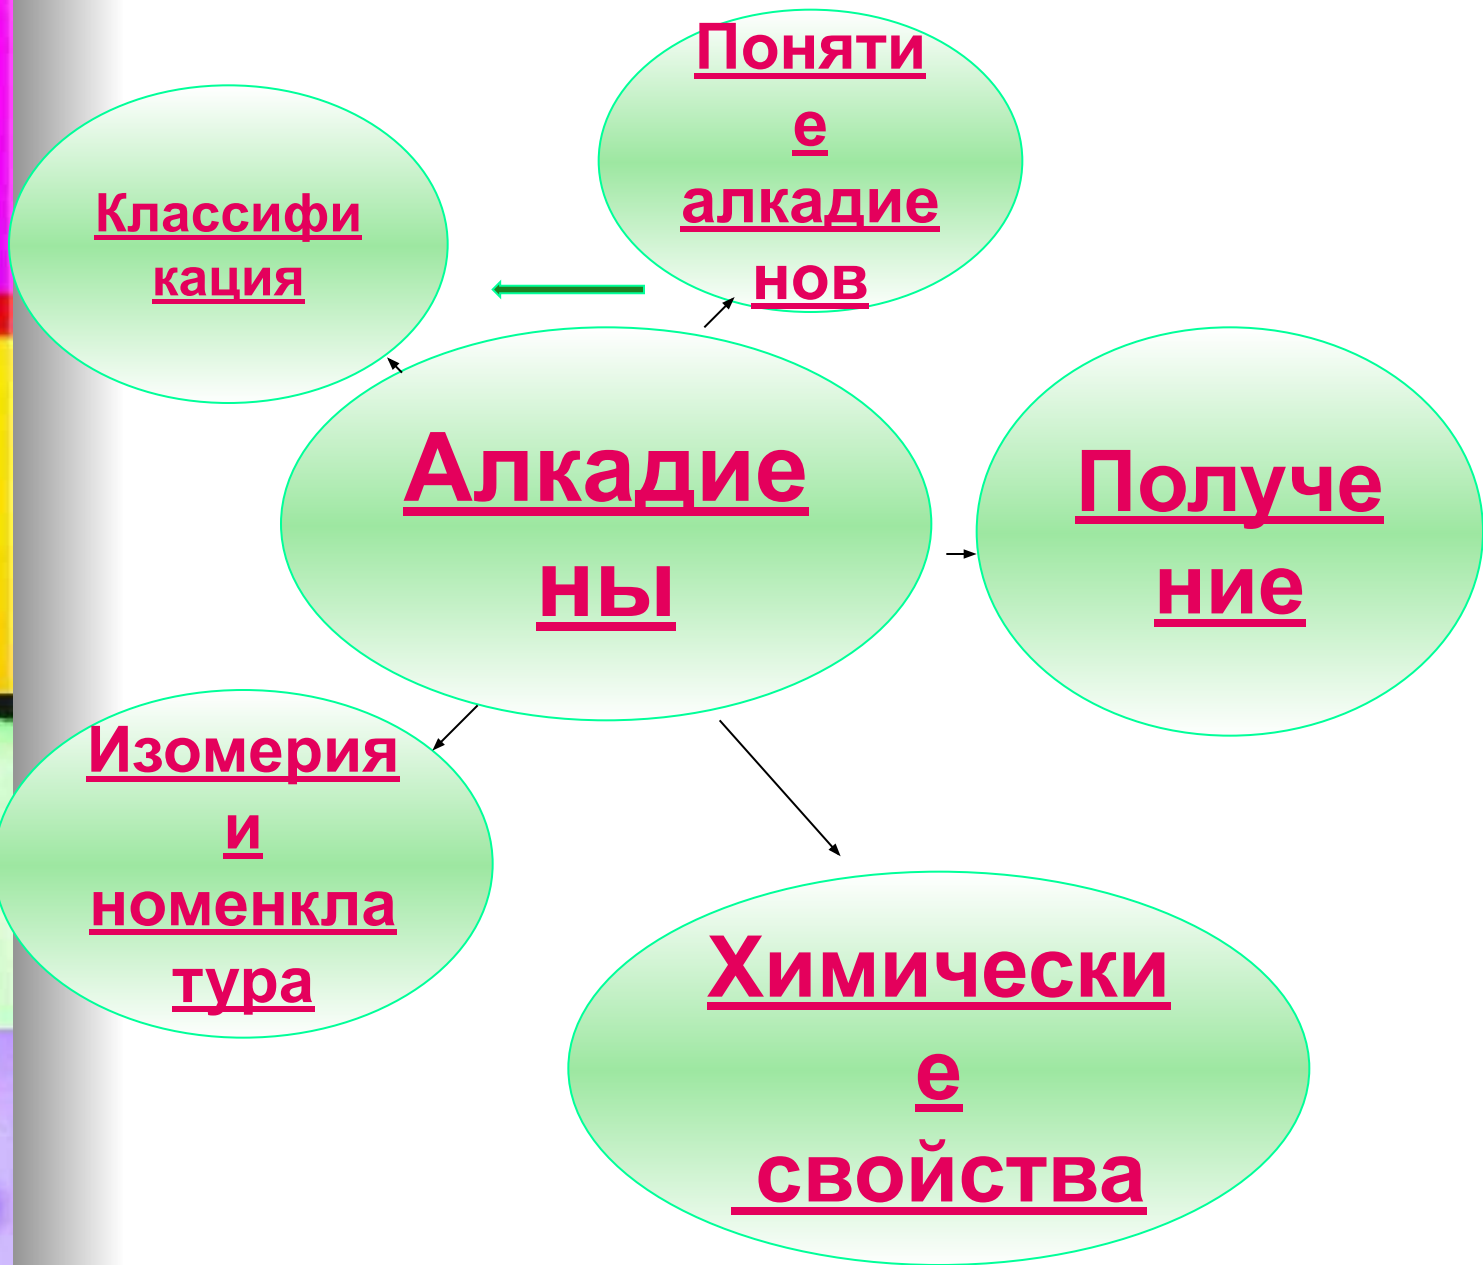 Поняти
е
алкадие
нов
Классифи
кация
Алкадие
ны
Получе
ние
Изомерия
и
номенкла
тура
Химически
е
свойства